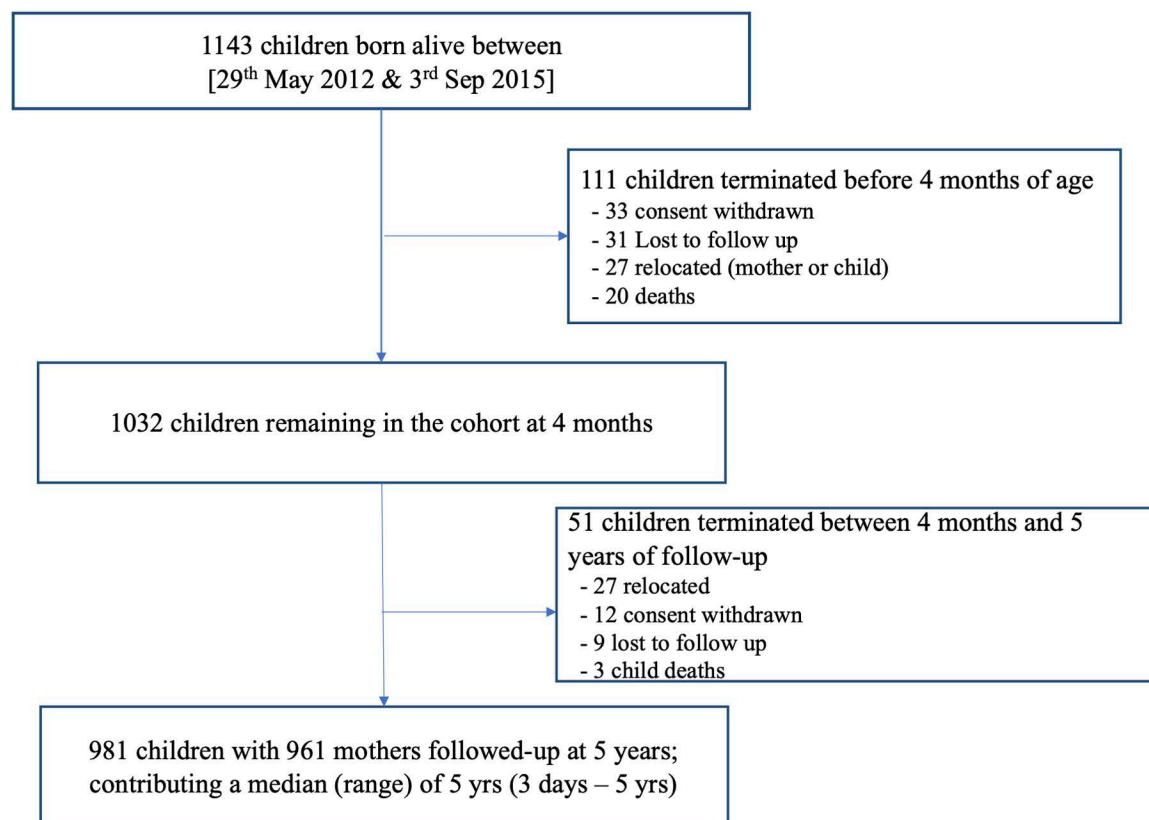 1143 children born alive between
[29th May 2012 & 3rd Sep 2015]
111 children terminated before 4 months of age
- 33 consent withdrawn
- 31 Lost to follow up
- 27 relocated (mother or child)
- 20 deaths
1032 children remaining in the cohort at 4 months
51 children terminated between 4 months and 5
years of follow-up
- 27 relocated
- 12 consent withdrawn
- 9 lost to follow up
- 3 child deaths
981 children with 961 mothers followed-up at 5 years;
contributing a median (range) of 5 yrs (3 days – 5 yrs)